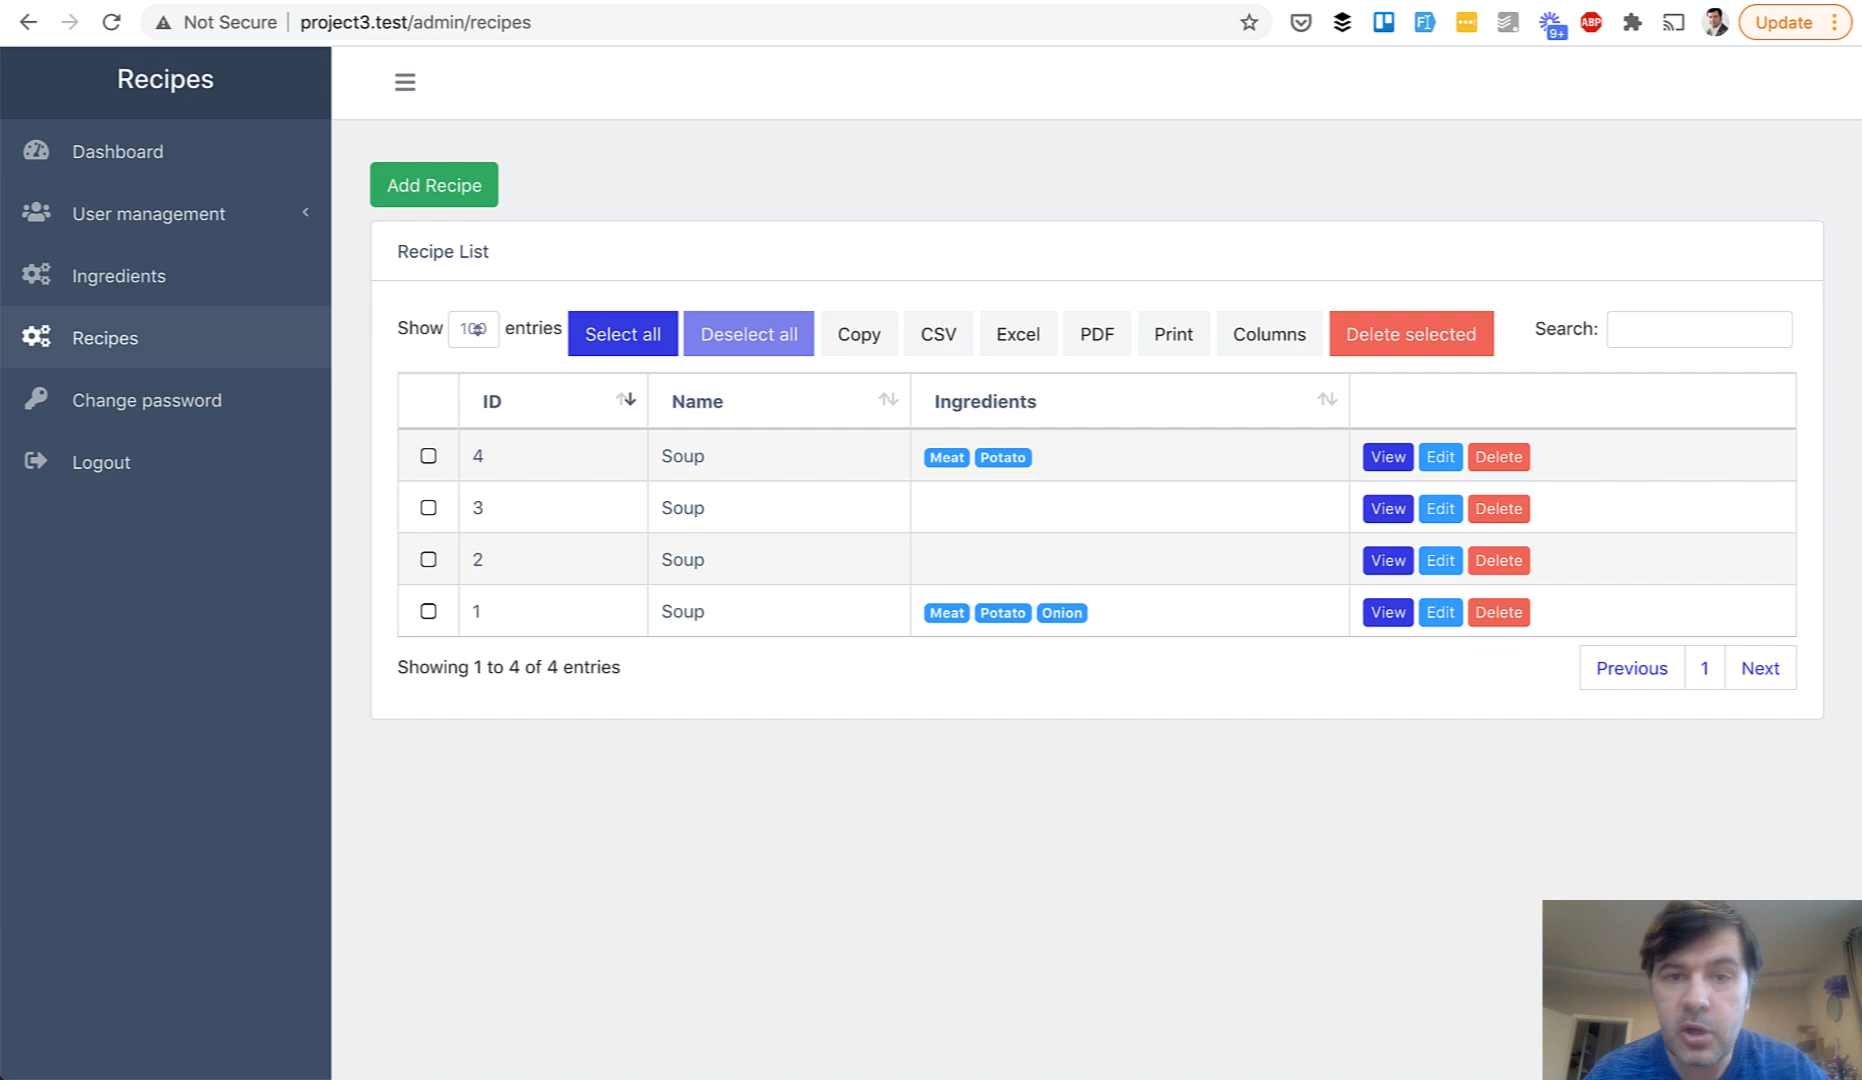 Not Secure | project3.test/admin/recipes
9+
ABP
Update
Recipes
Dashboard
User management
Ingredients
Recipes
Change password
Logout
Add Recipe
Recipe List
Show 100 entries Select all Deselect all Copy CSV Excel PDF Print Columns Delete selected Search:
ID Name Ingredients
4 Soup Meat Potato View Edit Delete
3 Soup View Edit Delete
2 Soup View Edit Delete
1 Soup Meat Potato Onion View Edit Delete
Showing 1 to 4 of 4 entries
Previous 1 Next